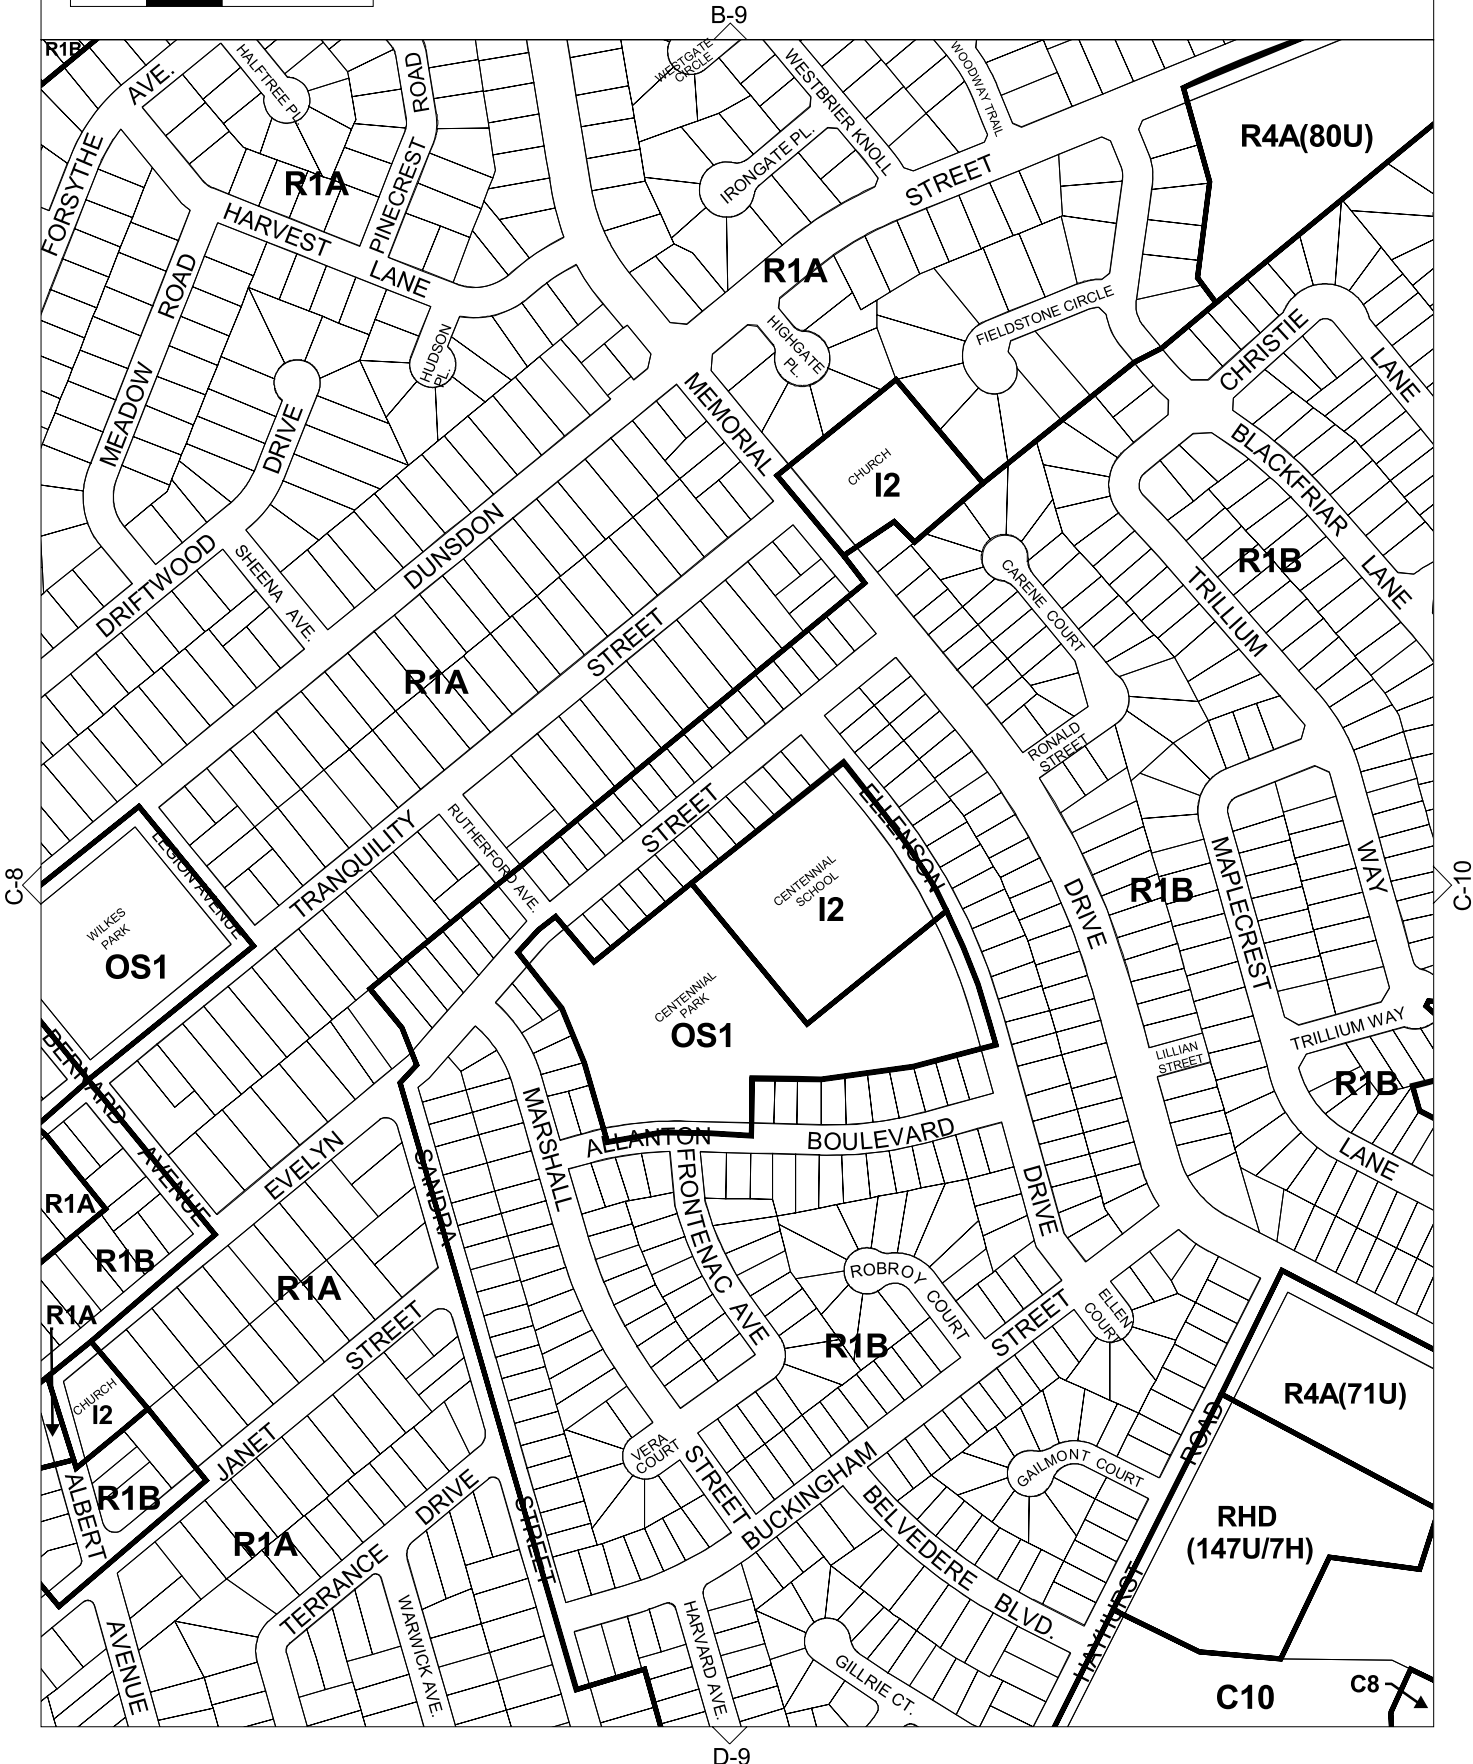 B-9
R1B
AVE.
HALFTREE PL.
ROAD
WESTGATE
CIRCLE
WESTBRIER KNOLL
WOODWAY TRAIL
R4A(80U)
FORSYTHE
R1A
PINECREST
IRONGATE PL.
STREET
HARVEST
LANE
ROAD
R1A
FIELDSTONE CIRCLE
HIGHGATE
PL.
HUDSON
PL.
CHRISTIE
LANE
MEADOW
DRIVE
MEMORIAL
CHURCH
I2
BLACKFRIAR
LANE
DUNSDON
DRIFTWOOD
SHEENA AVE.
CARENE COURT
R1B
TRILLIUM
STREET
R1A
RONALD
STREET
RUTHERFORD AVE.
TRANQUILITY
STREET
ELLENSON
LEGION AVENUE
CENTENNIAL
SCHOOL
I2
MAPLECREST
WAY
C-8
C-10
R1B
DRIVE
WILKES
PARK
OS1
CENTENNIAL
PARK
OS1
TRILLIUM WAY
LILLIAN
STREET
R1B
BERNARD
AVENUE
MARSHALL
ALLANTON
BOULEVARD
EVELYN
SANDRA
FRONTENAC AVE
DRIVE
LANE
R1A
R1B
R1A
R1A
ROBROY COURT
ELLEN
COURT
STREET
STREET
R1B
CHURCH
I2
R4A(71U)
JANET
VERA
COURT
STREET
BUCKINGHAM
GAILMONT COURT
ROAD
ALBERT
R1B
DRIVE
STREET
BELVEDERE
BLVD.
RHD
(147U/7H)
R1A
TERRANCE
WARWICK AVE.
HARVARD AVE.
HAYHURST
AVENUE
GILLRIE CT.
C10
C8
D-9